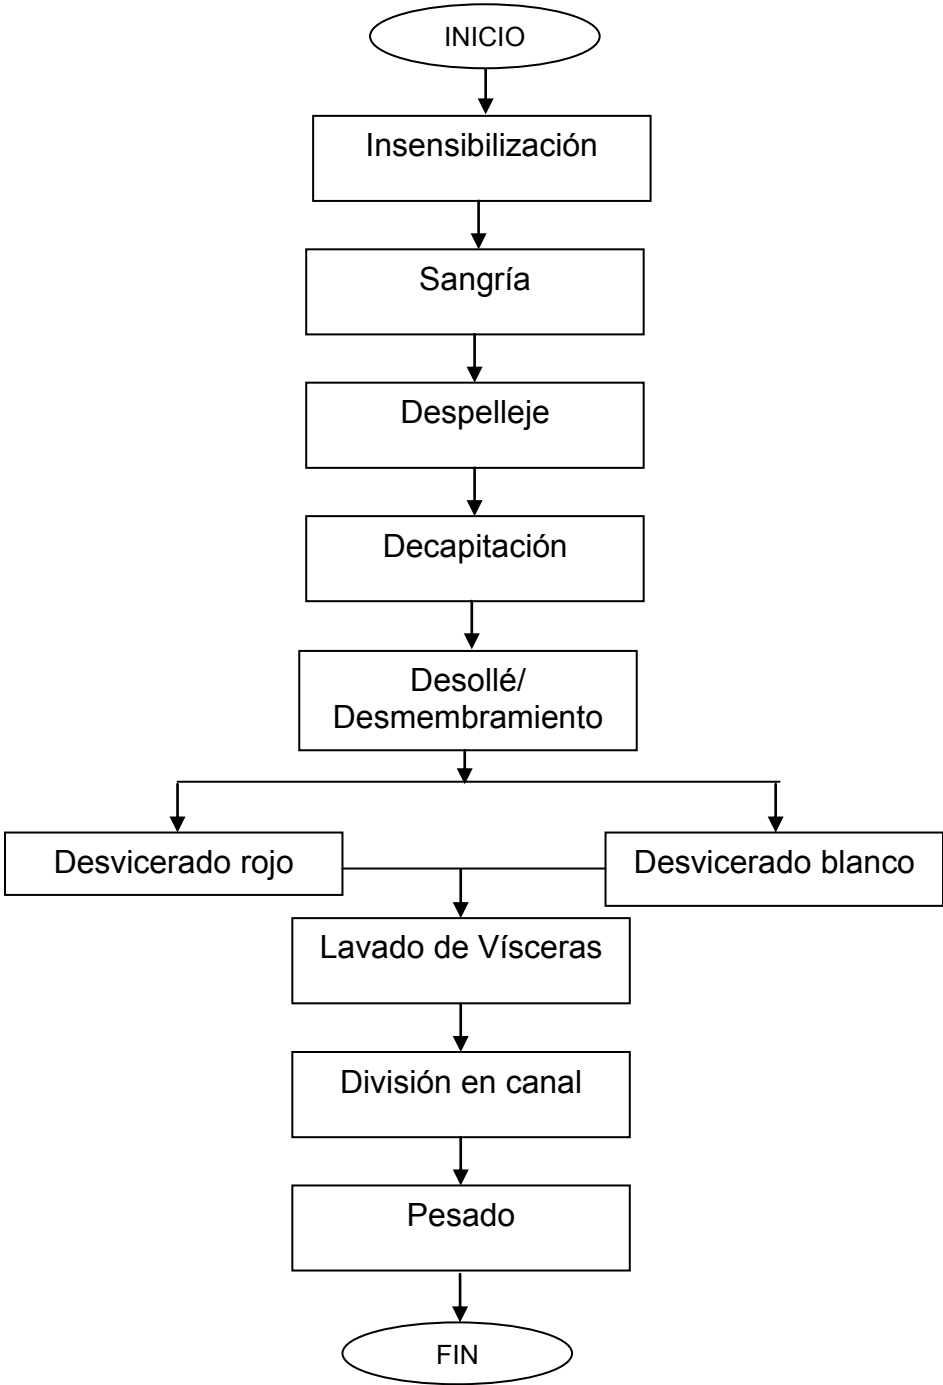 INICIO
Insensibilización
Sangría
Despelleje
Decapitación
Desollé/
Desmembramiento
Desvicerado rojo
Desvicerado blanco
Lavado de Vísceras
División en canal
Pesado
FIN